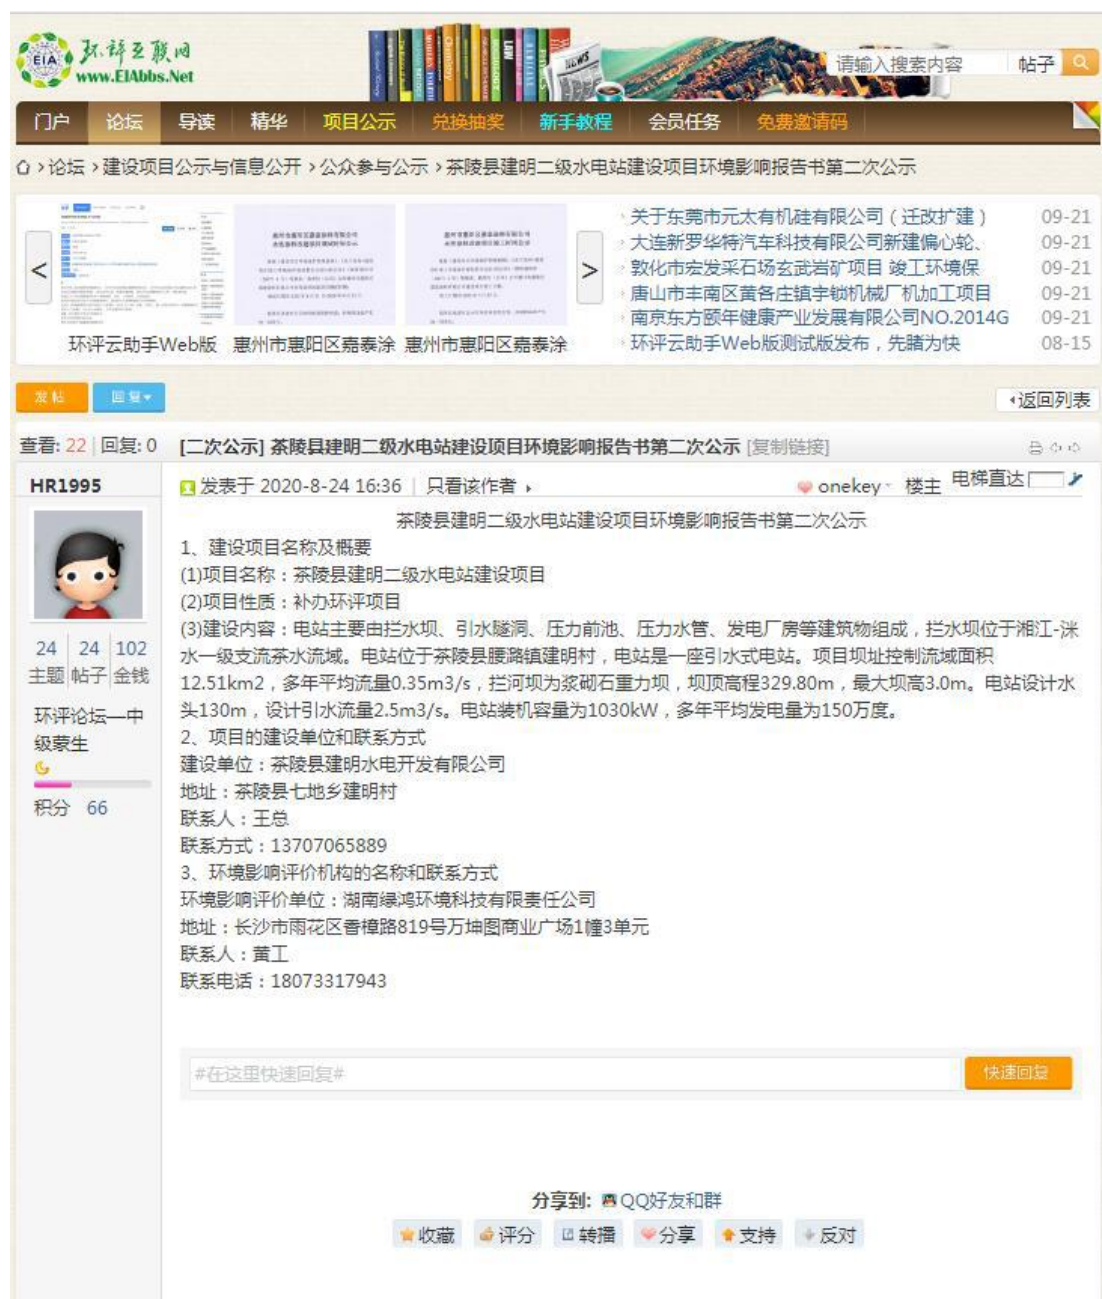 EIA 环评互联网
www.EIAbbs.Net
NEWS
请输入搜索内容 帖子
门户 论坛 导读 精华 项目公示 兑换抽奖 新手教程 会员任务 免费邀请码
›论坛›建设项目公示与信息公开›公众参与公示›茶陵县建明二级水电站建设项目环境影响报告书第二次公示
关于东莞市元太有机硅有限公司（迁改扩建） 09-21
大连新罗华特汽车科技有限公司新建偏心轮、 09-21
敦化市宏发采石场玄武岩矿项目 竣工环境保 09-21
唐山市丰南区黄各庄镇宇锁机械厂机加工项目 09-21
南京东方颐年健康产业发展有限公司NO.2014G 09-21
环评云助手Web版测试版发布，先睹为快 08-15
< >
环评云助手Web版 惠州市惠阳区嘉泰涂 惠州市惠阳区嘉泰涂
发帖 回复 返回列表
查看: 22 | 回复: 0 [二次公示] 茶陵县建明二级水电站建设项目环境影响报告书第二次公示 [复制链接]
HR1995 发表于 2020-8-24 16:36 | 只看该作者 onekey 楼主 电梯直达
24 24 102
主题 帖子 金钱
环评论坛—中
级蒙生
积分 66
茶陵县建明二级水电站建设项目环境影响报告书第二次公示
1、建设项目名称及概要
(1)项目名称：茶陵县建明二级水电站建设项目
(2)项目性质：补办环评项目
(3)建设内容：电站主要由拦水坝、引水隧洞、压力前池、压力水管、发电厂房等建筑物组成，拦水坝位于湘江-洣
水一级支流茶水流域。电站位于茶陵县腰潞镇建明村，电站是一座引水式电站。项目坝址控制流域面积
12.51km2，多年平均流量0.35m3/s，拦河坝为浆砌石重力坝，坝顶高程329.80m，最大坝高3.0m。电站设计水
头130m，设计引水流量2.5m3/s。电站装机容量为1030kW，多年平均发电量为150万度。
2、项目的建设单位和联系方式
建设单位：茶陵县建明水电开发有限公司
地址：茶陵县七地乡建明村
联系人：王总
联系方式：13707065889
3、环境影响评价机构的名称和联系方式
环境影响评价单位：湖南绿鸿环境科技有限责任公司
地址：长沙市雨花区香樟路819号万坤图商业广场1幢3单元
联系人：黄工
联系电话：18073317943
#在这里快速回复# 快速回复
分享到: QQ好友和群
收藏 评分 转播 分享 支持 反对